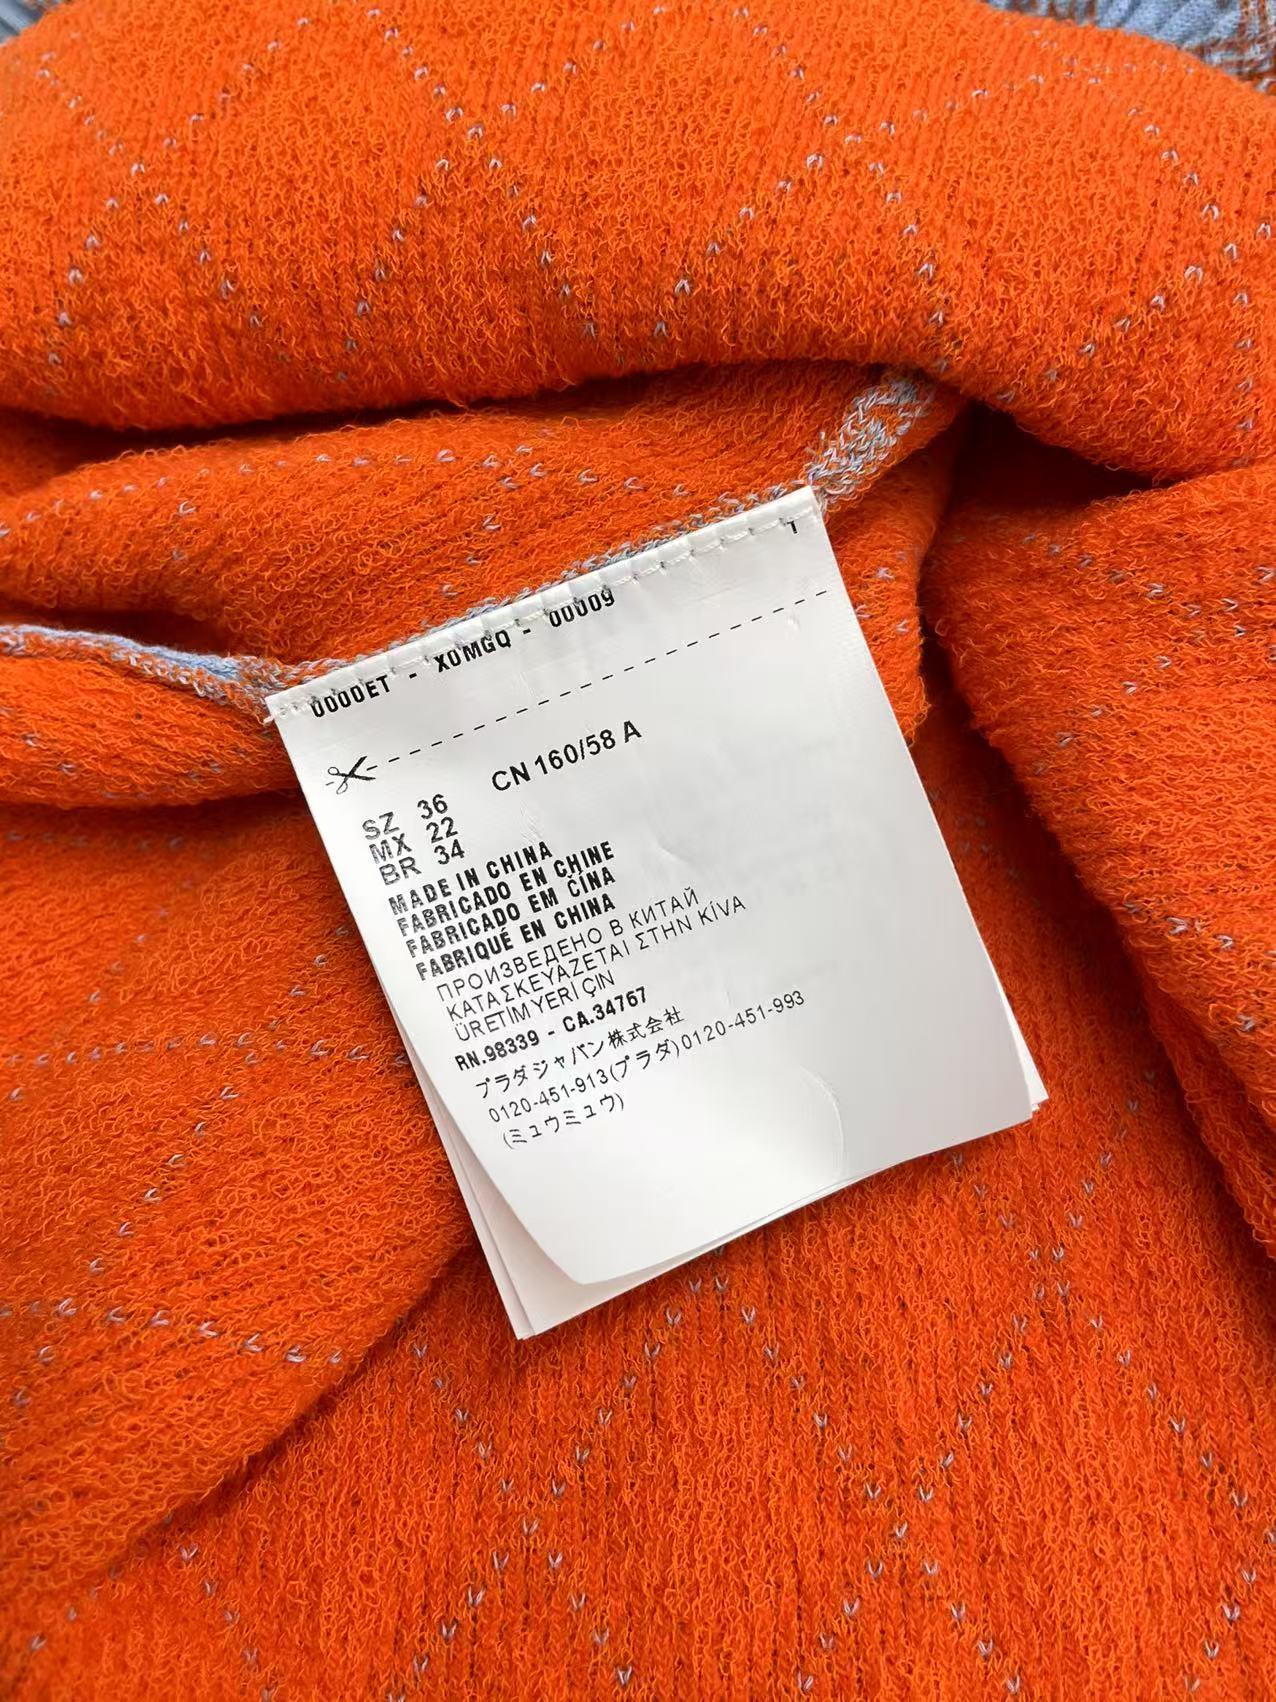 0000ET - X0MGQ - 00009
CN 160/58 A
SZ 36
MX 22
BR 34
MADE IN CHINA
FABRICADO EN CHINE
FABRICADO EM ĆINA
FABRIQUÉ EN CHINA
ПРОИЗВЕДЕНО В КИТАЙ
ΚΑΤΑΣΚΕΥΑΖΕΤΑΙ ΣΤΗΝ ΚΊVΑ
ÜRETİM YERİ ÇIN
RN.98339 - CA.34767
プラダジャパン株式会社
0120-451-913(プラダ)0120-451-993
(ミュウミュウ)